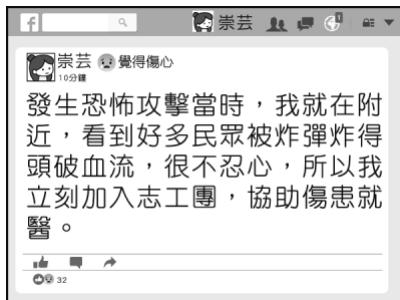 f
崇芸
1
崇芸 覺得傷心
10分鐘
發生恐怖攻擊當時，我就在附
近，看到好多民眾被炸彈炸得
頭破血流，很不忍心，所以我
立刻加入志工團，協助傷患就
醫。
32